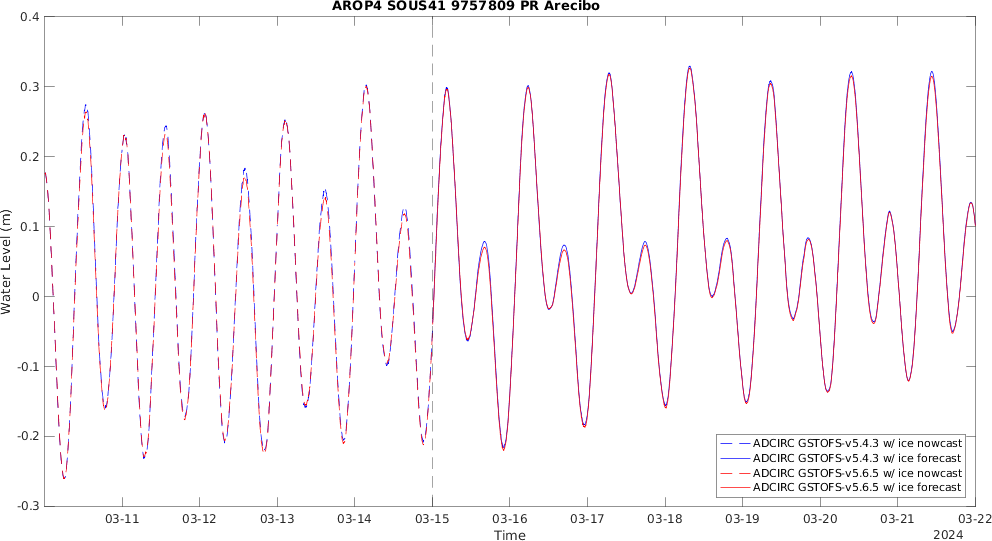 AROP4 SOUS41 9757809 PR Arecibo
0.4
0.3
0.2
0.1
0
-0.1
-0.2
-0.3
Water Level (m)
ADCIRC GSTOFS-v5.4.3 w/ ice nowcast
ADCIRC GSTOFS-v5.4.3 w/ ice forecast
ADCIRC GSTOFS-v5.6.5 w/ ice nowcast
ADCIRC GSTOFS-v5.6.5 w/ ice forecast
03-11 03-12 03-13 03-14 03-15 03-16 03-17 03-18 03-19 03-20 03-21 03-22
Time
2024